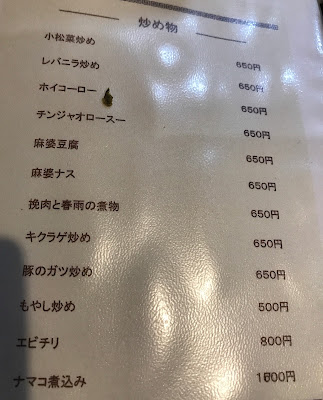 炒め物
小松菜炒め 650円
レバニラ炒め 650円
ホイコーロー 650円
チンジャオロースー 650円
麻婆豆腐 650円
麻婆ナス 650円
挽肉と春雨の煮物 650円
キクラゲ炒め 650円
豚のガツ炒め 650円
もやし炒め 500円
エビチリ 800円
ナマコ煮込み